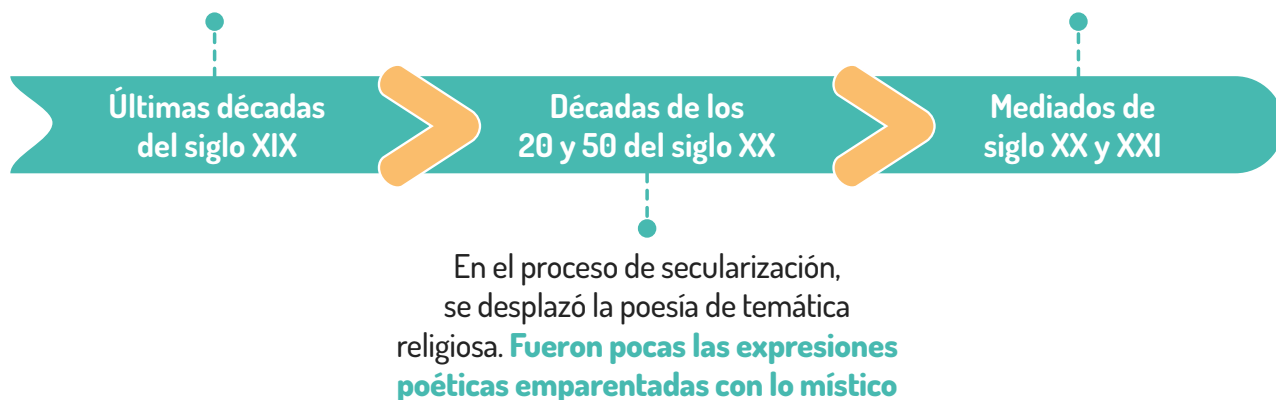 Últimas décadas
del siglo XIX
Décadas de los
20 y 50 del siglo XX
Mediados de
siglo XX y XXI
En el proceso de secularización,
se desplazó la poesía de temática
religiosa. Fueron pocas las expresiones
poéticas emparentadas con lo místico